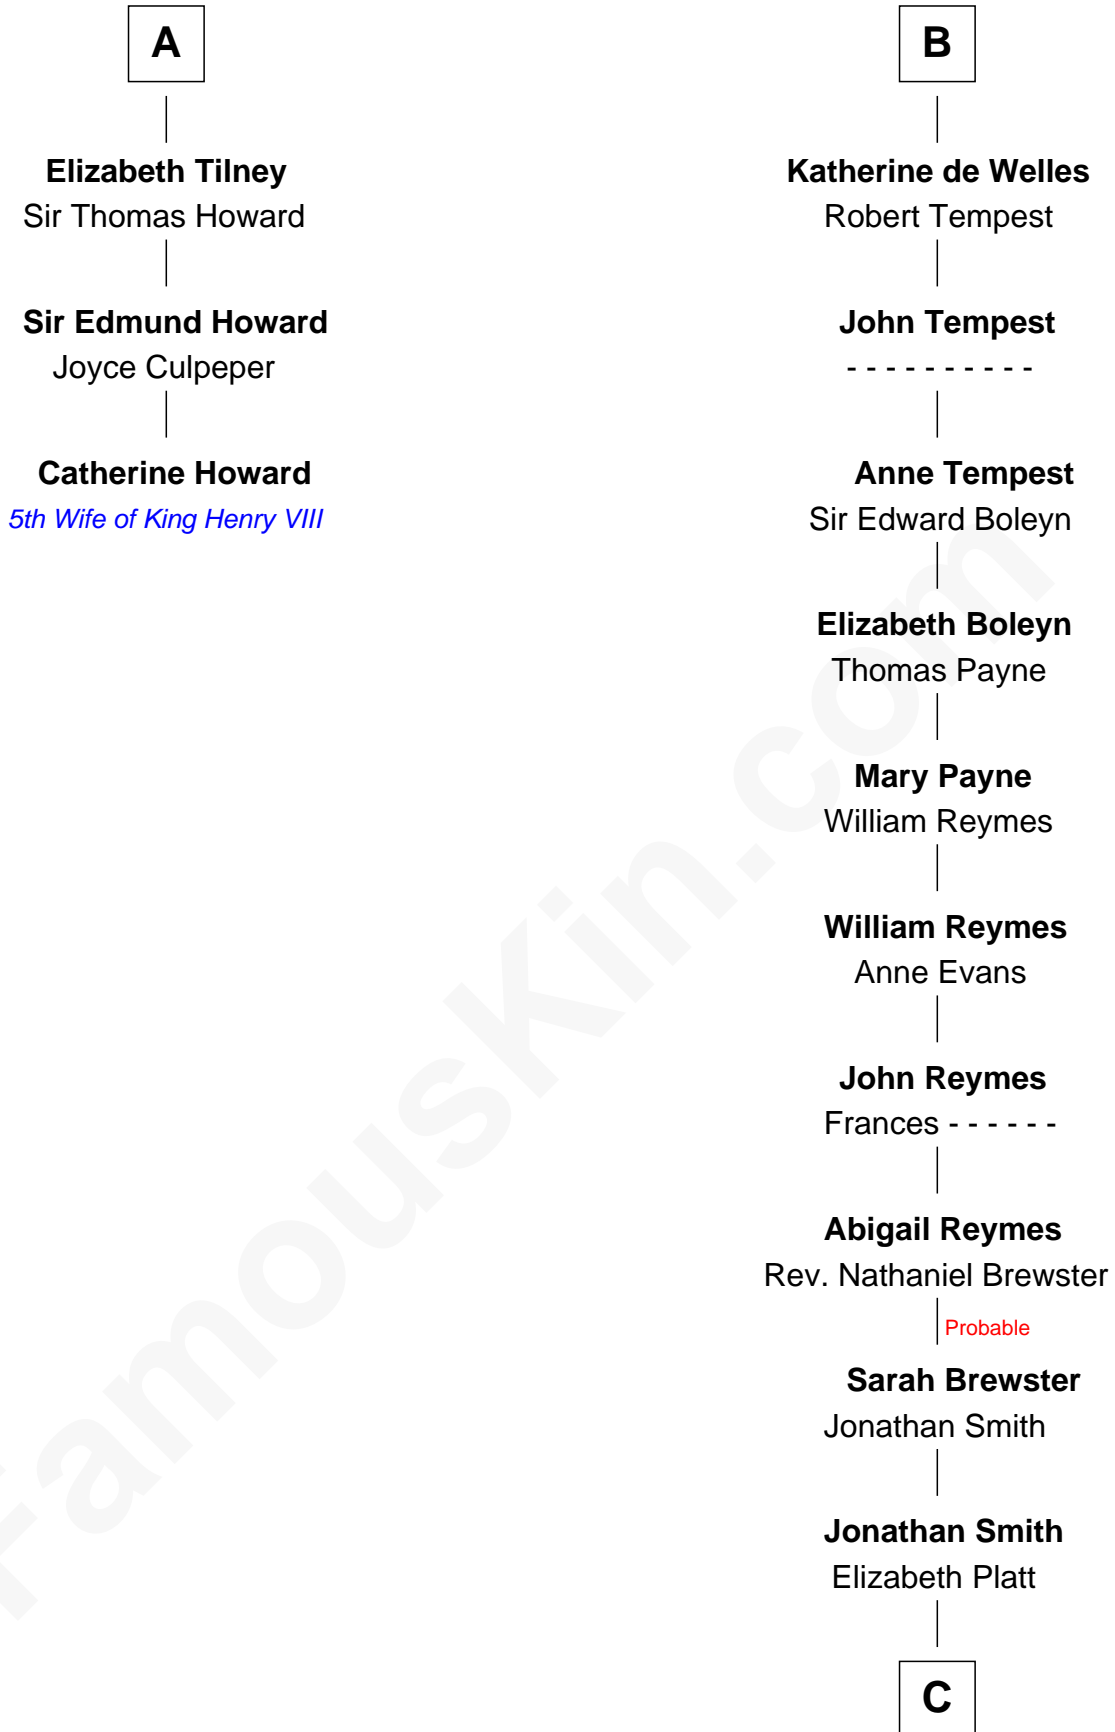 A
Elizabeth Tilney
Sir Thomas Howard
Sir Edmund Howard
Joyce Culpeper
Catherine Howard
5th Wife of King Henry VIII
B
Katherine de Welles
Robert Tempest
John Tempest
- - - - - - - - - -
Anne Tempest
Sir Edward Boleyn
Elizabeth Boleyn
Thomas Payne
Mary Payne
William Reymes
William Reymes
Anne Evans
John Reymes
Frances - - - - - -
Abigail Reymes
Rev. Nathaniel Brewster
Probable
Sarah Brewster
Jonathan Smith
Jonathan Smith
Elizabeth Platt
C
FamousKin.com